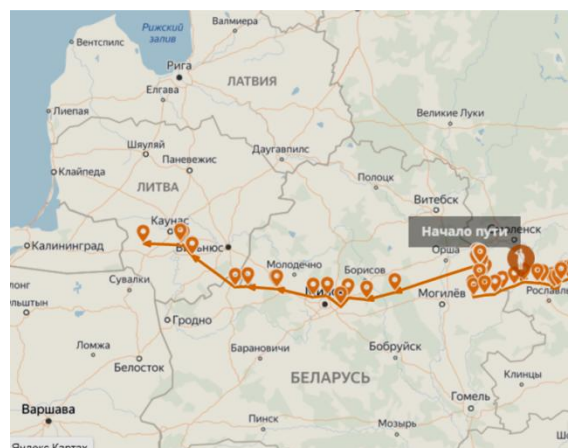 Рижский
залив
Валмиера
Вентспилс
Рига
ЛАТВИЯ
Елгава
Лиепая
Великие Луки
Шяуляй
Даугавпилс
Паневежис
Клайпеда
Полоцк
ЛИТВА
Витебск
Каунас
Начало пути
Калининград
Орша
Молодечно
Борисов
Сувалки
Могилёв
Рославль
Гродно
Ломжа
Барановичи
Бобруйск
Белосток
БЕЛАРУСЬ
Клинцы
Гомель
Варшава
Пинск
Мозырь
Яндекс Картах